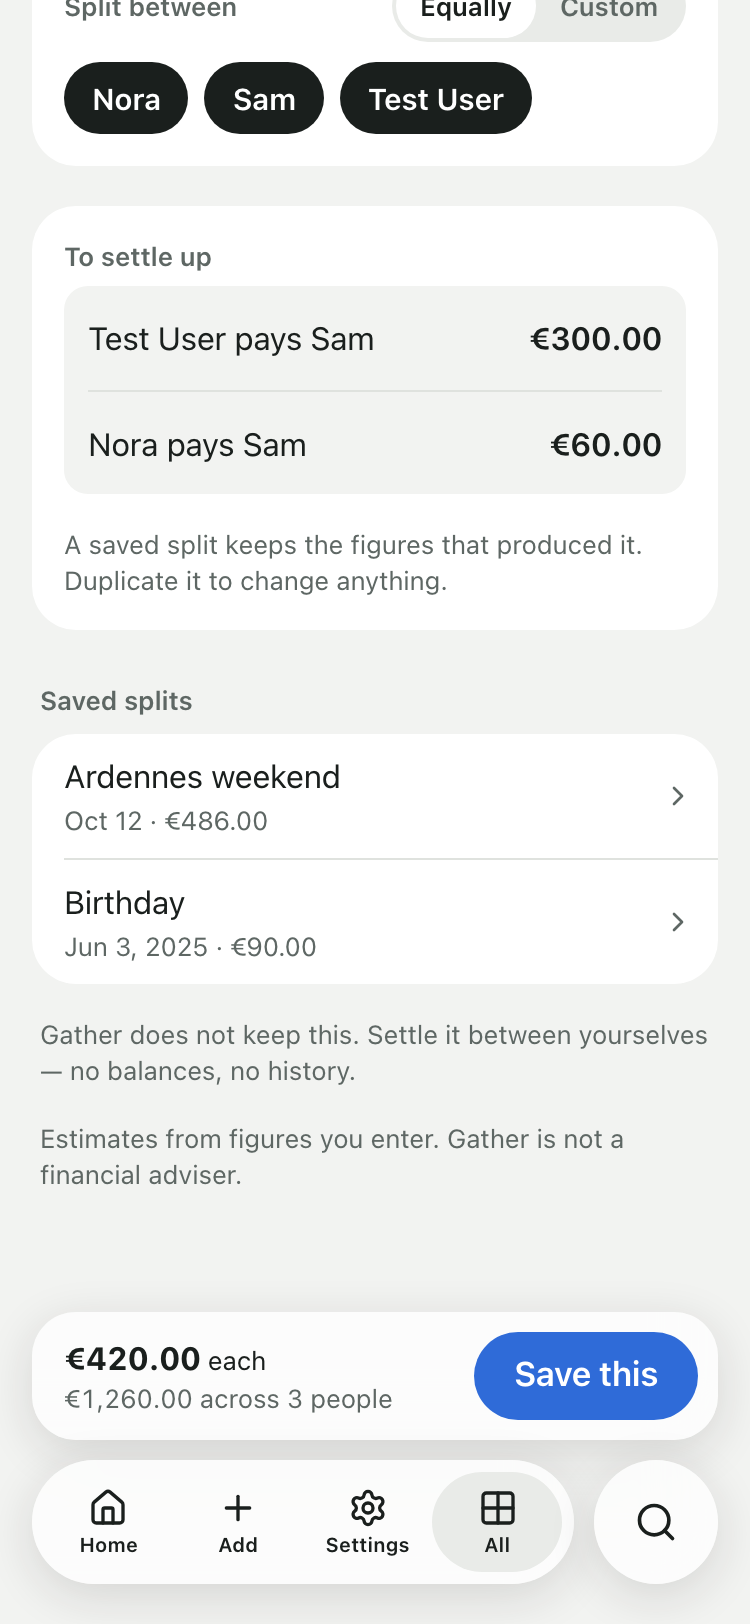 Split between
Equally
Custom
Nora
Sam
Test User
To settle up
Test User pays Sam
€300.00
Nora pays Sam
€60.00
A saved split keeps the figures that produced it.
Duplicate it to change anything.
Saved splits
Ardennes weekend
Oct 12 · €486.00
Birthday
Jun 3, 2025 · €90.00
Gather does not keep this. Settle it between yourselves
— no balances, no history.
Estimates from figures you enter. Gather is not a
financial adviser.
€420.00 each
€1,260.00 across 3 people
Save this
Home
Add
Settings
All